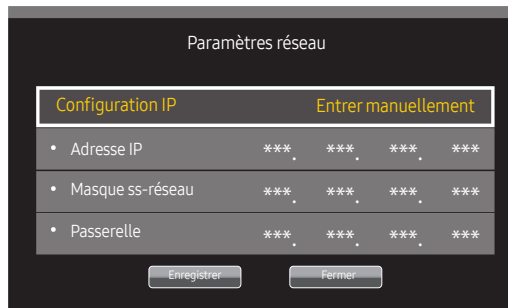 Paramètres réseau
Configuration IP Entrer manuellement
• Adresse IP ***. ***. ***. ***
• Masque ss-réseau ***. ***. ***. ***
• Passerelle ***. ***. ***. ***
Enregistrer Fermer